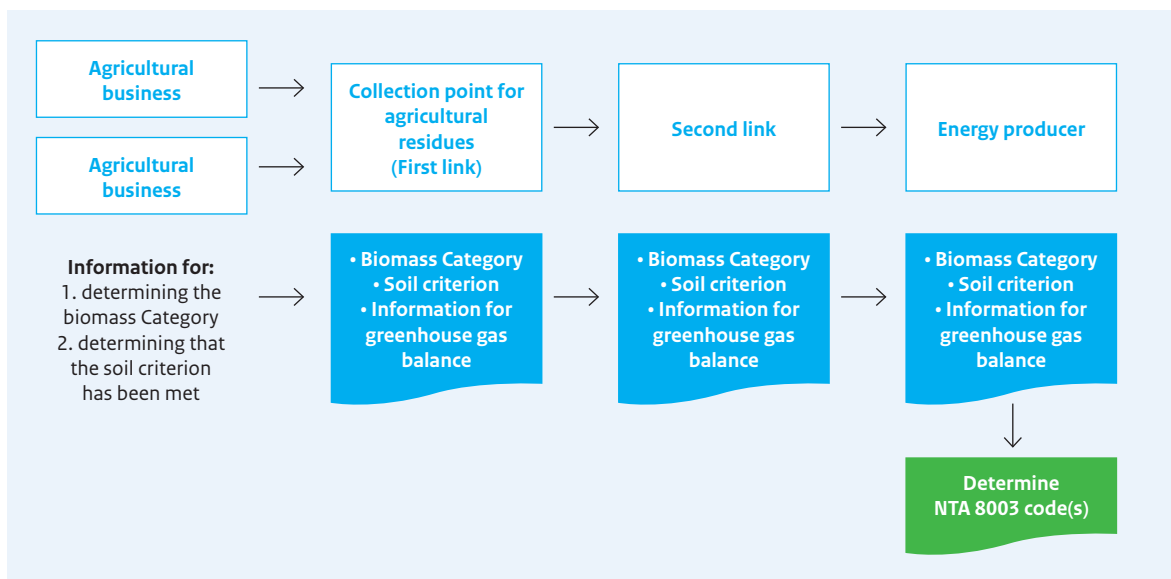 Agricultural
business
Agricultural
business
Collection point for
agricultural
residues
(First link)
Second link
Energy producer
Information for:
1. determining the
biomass Category
2. determining that
the soil criterion
has been met
• Biomass Category
• Soil criterion
• Information for
greenhouse gas
balance
• Biomass Category
• Soil criterion
• Information for
greenhouse gas
balance
• Biomass Category
• Soil criterion
• Information for
greenhouse gas
balance
Determine
NTA 8003 code(s)